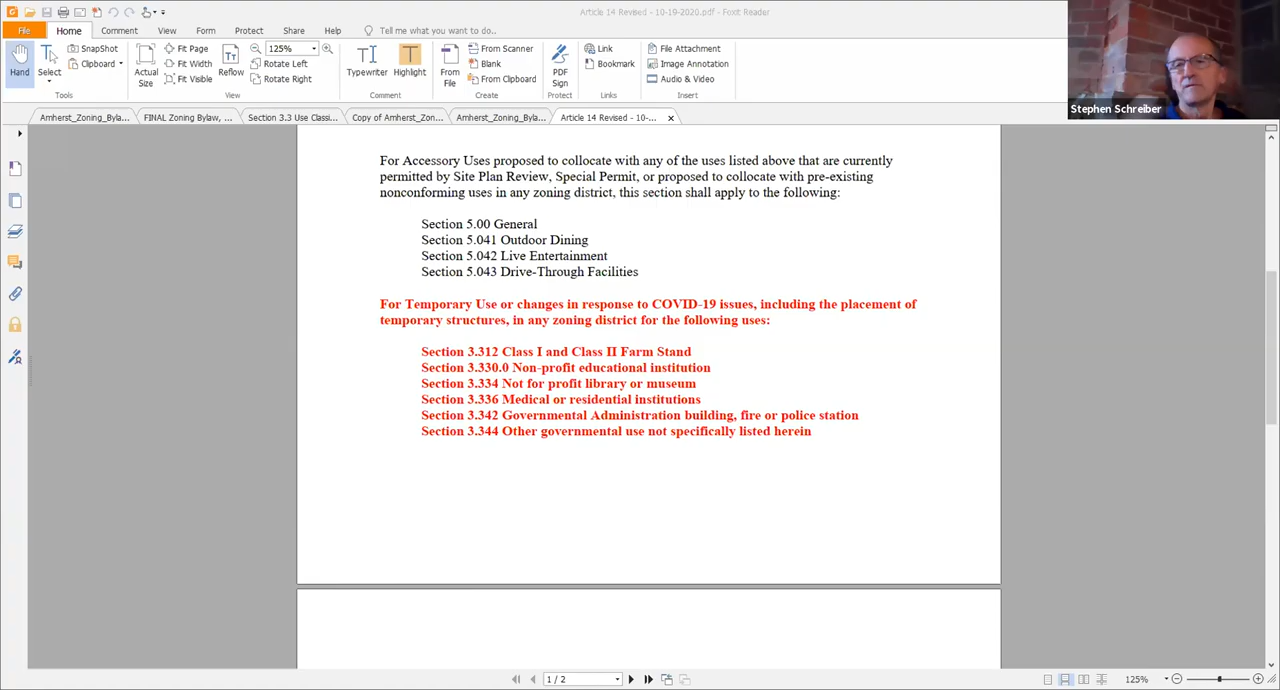 Article 14 Revised - 10-19-2020.pdf - Foxit Reader
File Home Comment View Form Protect Share Help Tell me what you want to do..
Hand
Select
SnapShot
Clipboard
Tools
Actual Size
Fit Page
Fit Width
Fit Visible
Reflow
125%
Rotate Left
Rotate Right
View
Typewriter
Highlight
Comment
From File
From Scanner
Blank
From Clipboard
Create
PDF Sign
Protect
Link
Bookmark
Links
File Attachment
Image Annotation
Audio & Video
Insert
Stephen Schreiber
Amherst_Zoning_Byla... FINAL Zoning Bylaw, ... Section 3.3 Use Classi... Copy of Amherst_Zon... Amherst_Zoning_Byla... Article 14 Revised - 10-...
For Accessory Uses proposed to collocate with any of the uses listed above that are currently
permitted by Site Plan Review, Special Permit, or proposed to collocate with pre-existing
nonconforming uses in any zoning district, this section shall apply to the following:
Section 5.00 General
Section 5.041 Outdoor Dining
Section 5.042 Live Entertainment
Section 5.043 Drive-Through Facilities
For Temporary Use or changes in response to COVID-19 issues, including the placement of
temporary structures, in any zoning district for the following uses:
Section 3.312 Class I and Class II Farm Stand
Section 3.330.0 Non-profit educational institution
Section 3.334 Not for profit library or museum
Section 3.336 Medical or residential institutions
Section 3.342 Governmental Administration building, fire or police station
Section 3.344 Other governmental use not specifically listed herein
1 / 2
125%